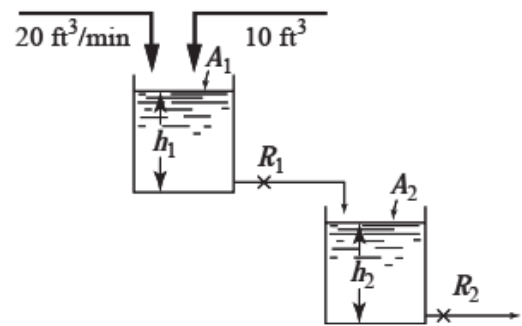 20 ft³/min
10 ft³
A₁
h₁
R₁
A₂
h₂
R₂